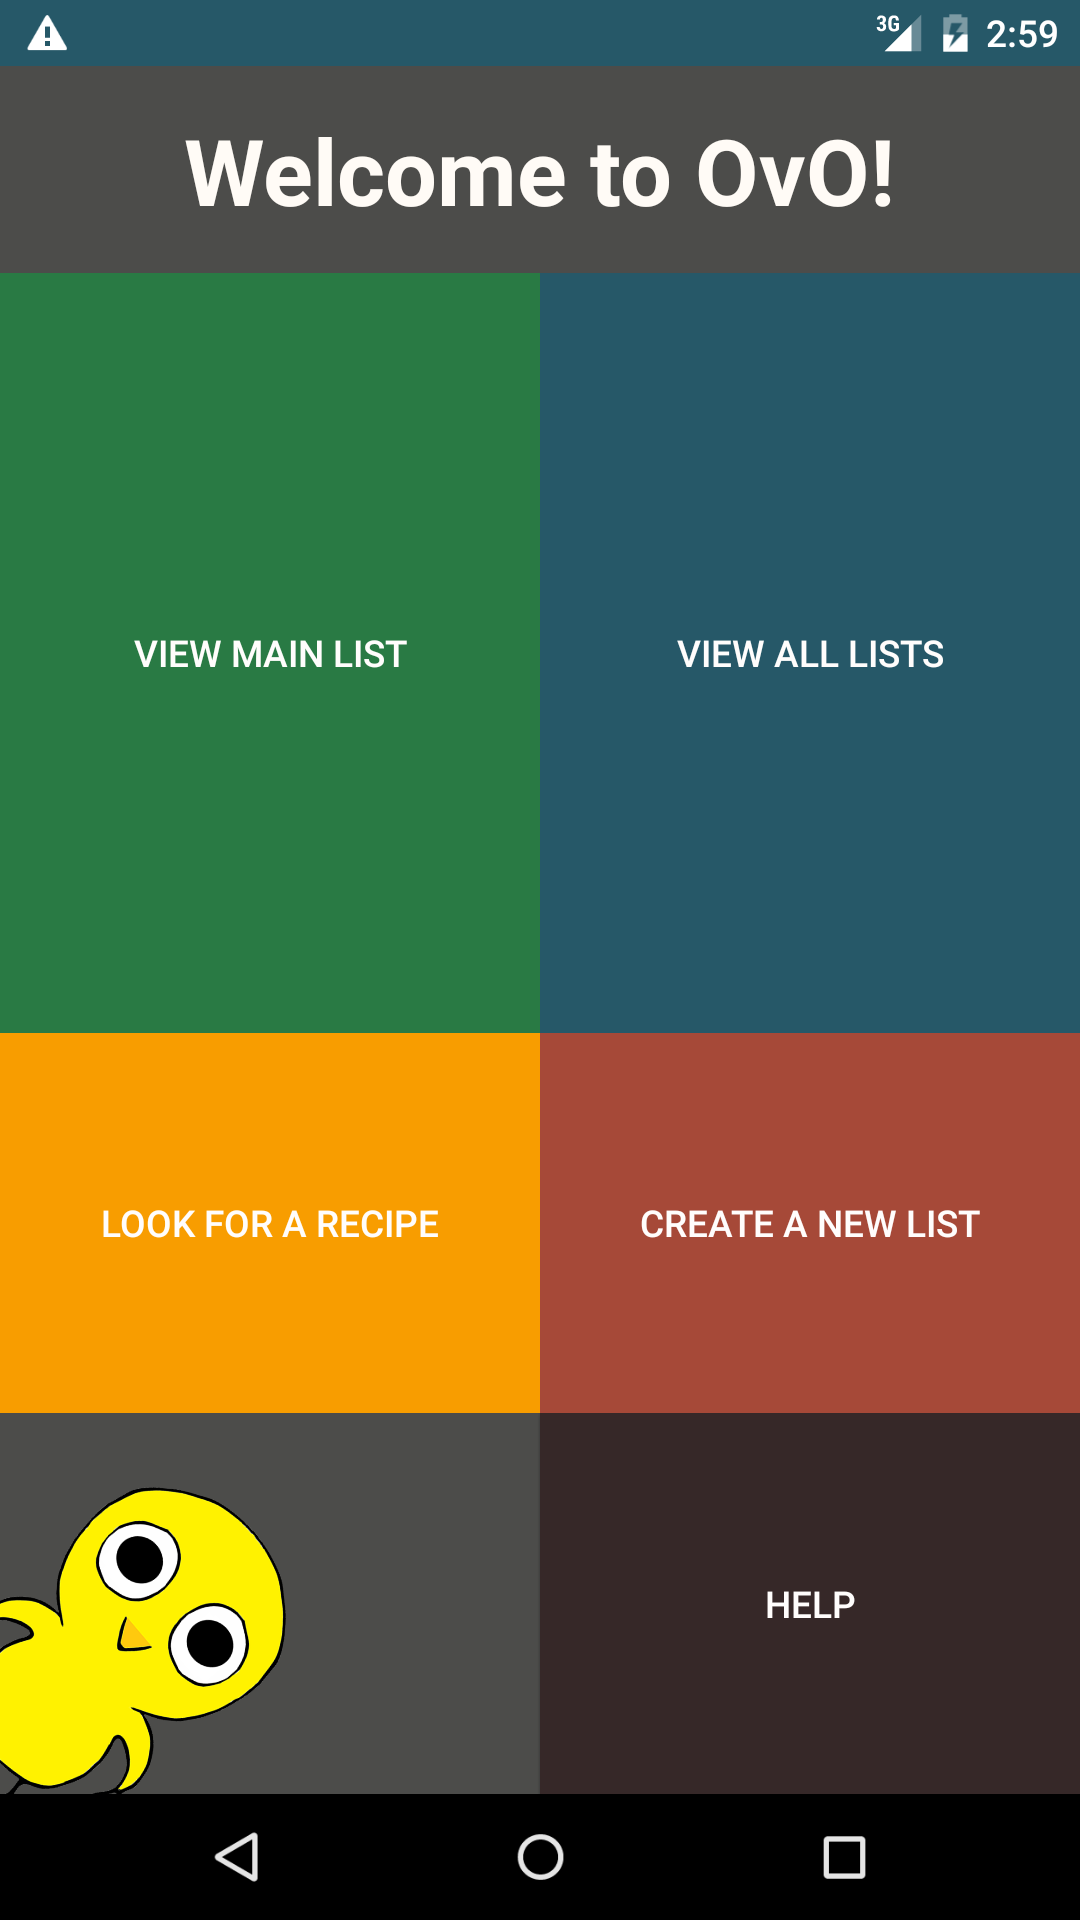 3G 2:59
Welcome to OvO!
VIEW MAIN LIST
VIEW ALL LISTS
LOOK FOR A RECIPE
CREATE A NEW LIST
HELP